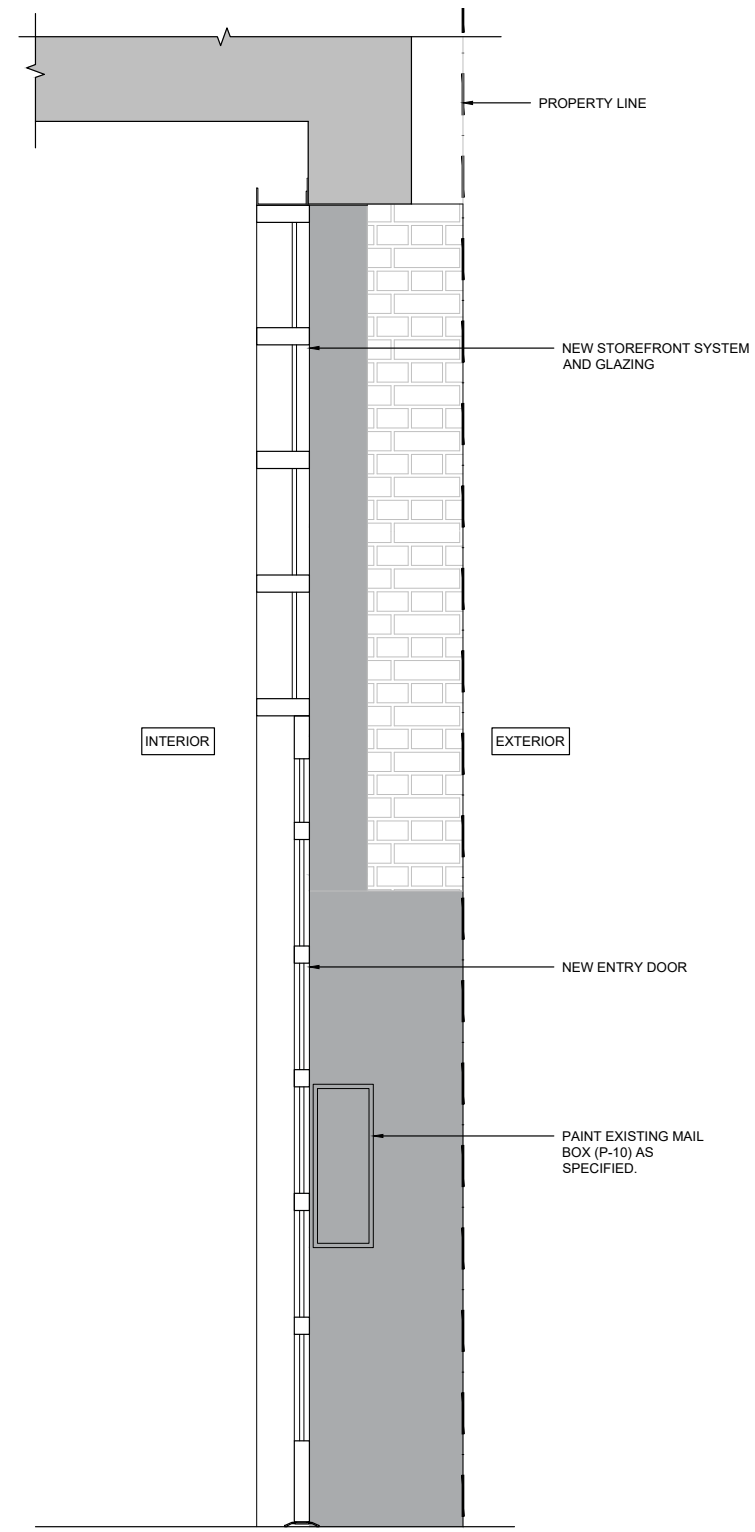 PROPERTY LINE
NEW STOREFRONT SYSTEM
AND GLAZING
INTERIOR
EXTERIOR
NEW ENTRY DOOR
PAINT EXISTING MAIL
BOX (P-10) AS
SPECIFIED.